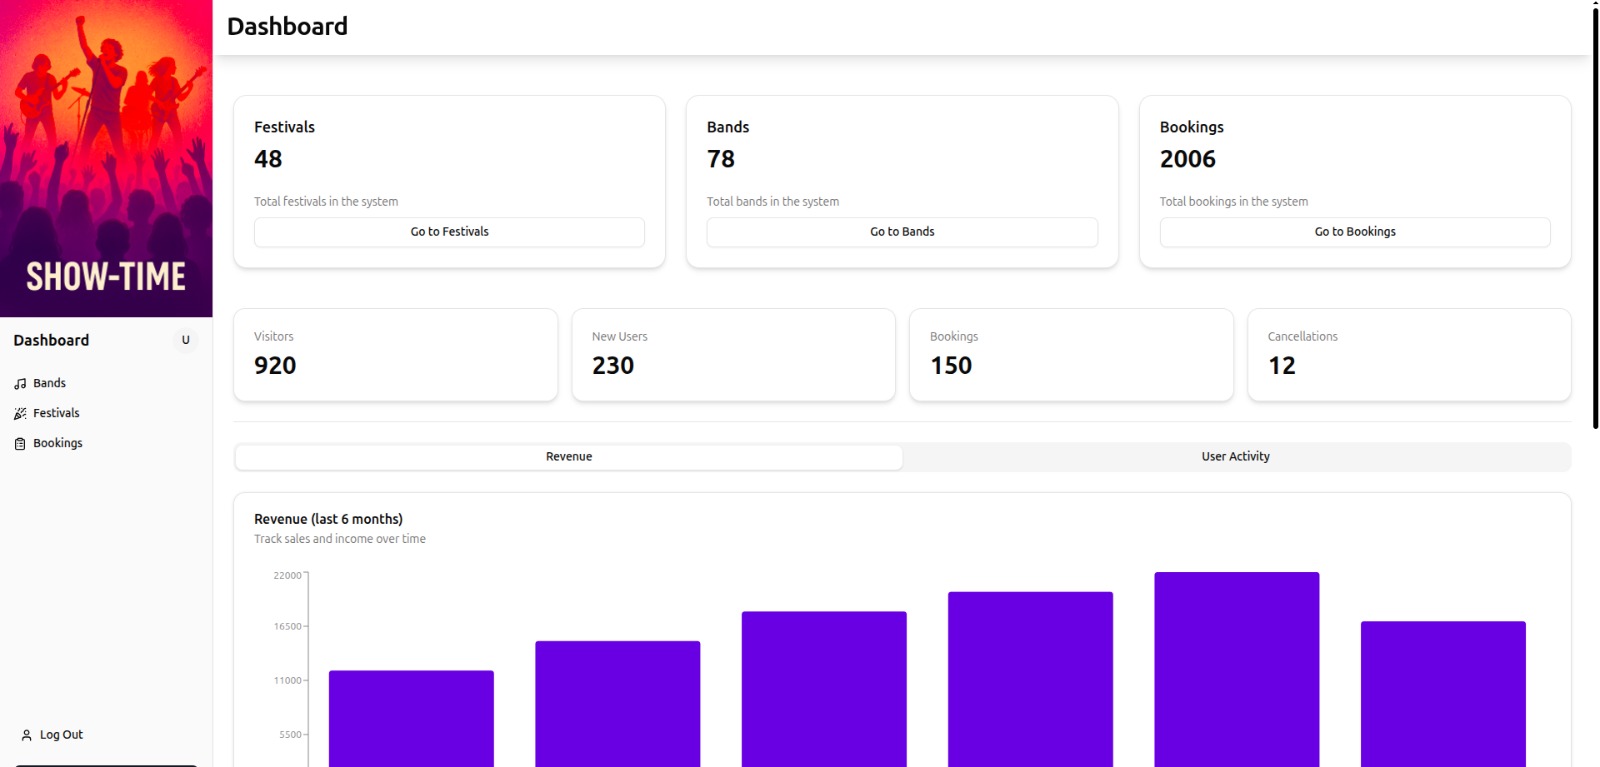 SHOW-TIME
Dashboard
U
Bands
Festivals
Bookings
Log Out
Dashboard
Festivals
48
Total festivals in the system
Go to Festivals
Bands
78
Total bands in the system
Go to Bands
Bookings
2006
Total bookings in the system
Go to Bookings
Visitors
920
New Users
230
Bookings
150
Cancellations
12
Revenue
User Activity
Revenue (last 6 months)
Track sales and income over time
22000
16500
11000
5500